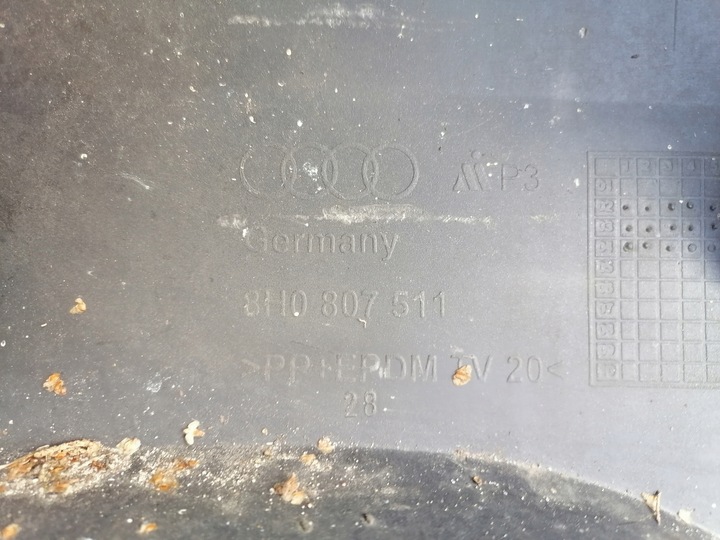 P3
Germany
8H0 807 511
>PP+EPDM TV 20<
28